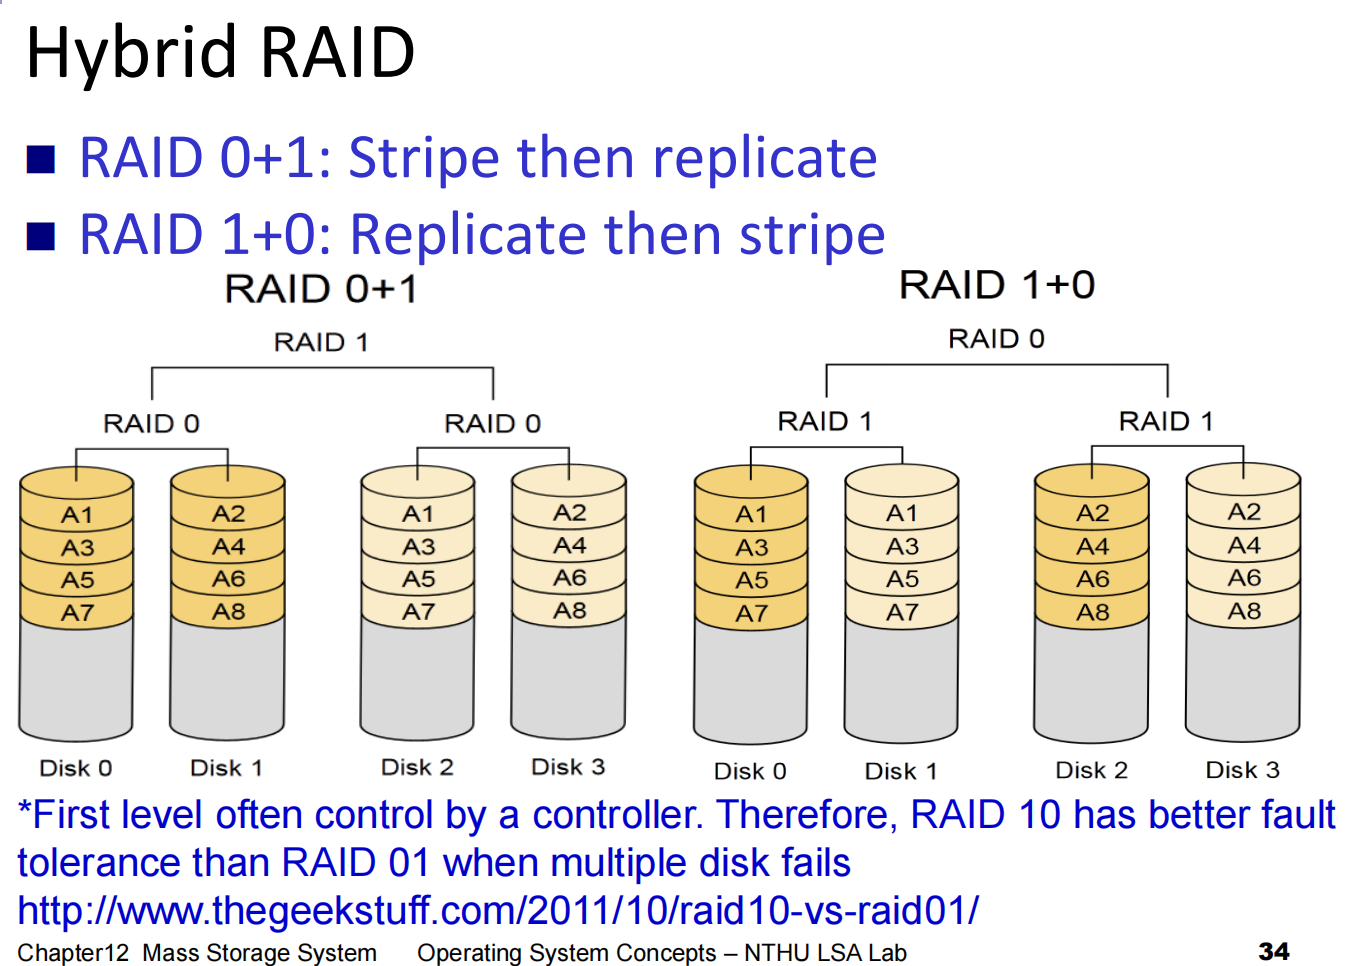 Hybrid RAID
RAID 0+1: Stripe then replicate
RAID 1+0: Replicate then stripe
RAID 0+1
RAID 1
RAID 0 RAID 0
A1 A2 A1 A2
A3 A4 A3 A4
A5 A6 A5 A6
A7 A8 A7 A8
Disk 0 Disk 1 Disk 2 Disk 3
RAID 1+0
RAID 0
RAID 1 RAID 1
A1 A1 A2 A2
A3 A3 A4 A4
A5 A5 A6 A6
A7 A7 A8 A8
Disk 0 Disk 1 Disk 2 Disk 3
*First level often control by a controller. Therefore, RAID 10 has better fault
tolerance than RAID 01 when multiple disk fails
http://www.thegeekstuff.com/2011/10/raid10-vs-raid01/
Chapter12 Mass Storage System Operating System Concepts – NTHU LSA Lab 34